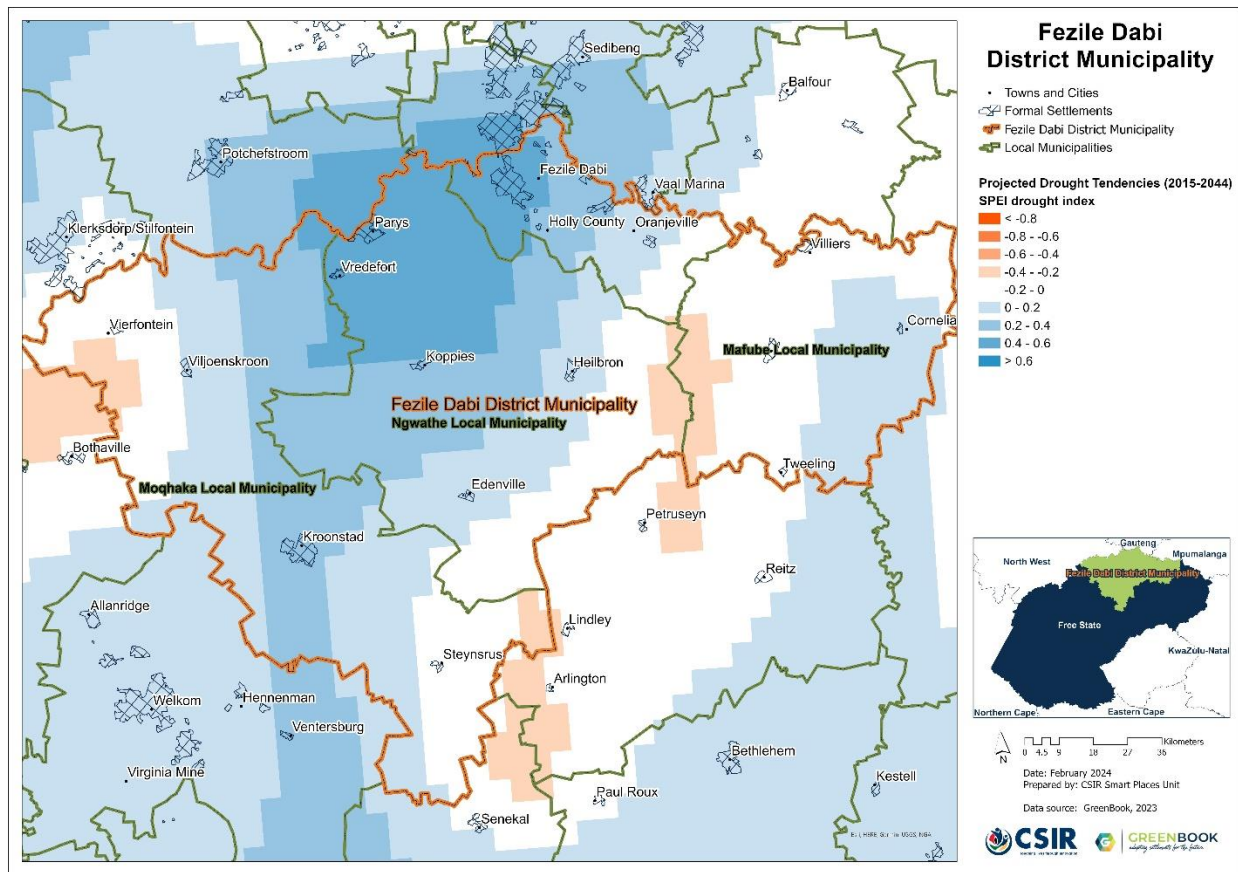 Fezile Dabi
District Municipality
Towns and Cities
Formal Settlements
Fezile Dabi District Municipality
Local Municipalities
Projected Drought Tendencies (2015-2044)
SPEI drought index
< -0.8
-0.8 - -0.6
-0.6 - -0.4
-0.4 - -0.2
-0.2 - 0
0 - 0.2
0.2 - 0.4
0.4 - 0.6
> 0.6
Sedibeng
Balfour
Potchefstroom
Fezile Dabi
Vaal Marina
Klerksdorp/Stilfontein
Parys
Holly County
Oranjeville
Villiers
Vredefort
Vierfontein
Cornelia
Viljoenskroon
Koppies
Heilbron
Mafube Local Municipality
Fezile Dabi District Municipality
Ngwathe Local Municipality
Bothaville
Moqhaka Local Municipality
Edenville
Tweeling
Petruseyn
Kroonstad
Reitz
Allanridge
Lindley
Steynsrus
Arlington
Welkom
Hennenman
Ventersburg
Bethlehem
Virginia Mine
Kestell
Paul Roux
Senekal
Gauteng
North West
Mpumalanga
Fezile Dabi District Municipality
Free State
KwaZulu-Natal
Northern Cape
Eastern Cape
N
0 4.5 9 18 27 36
Kilometers
Date: February 2024
Prepared by: CSIR Smart Places Unit
Data source: GreenBook, 2023
CSIR
GREENBOOK
adapting settlements for the future